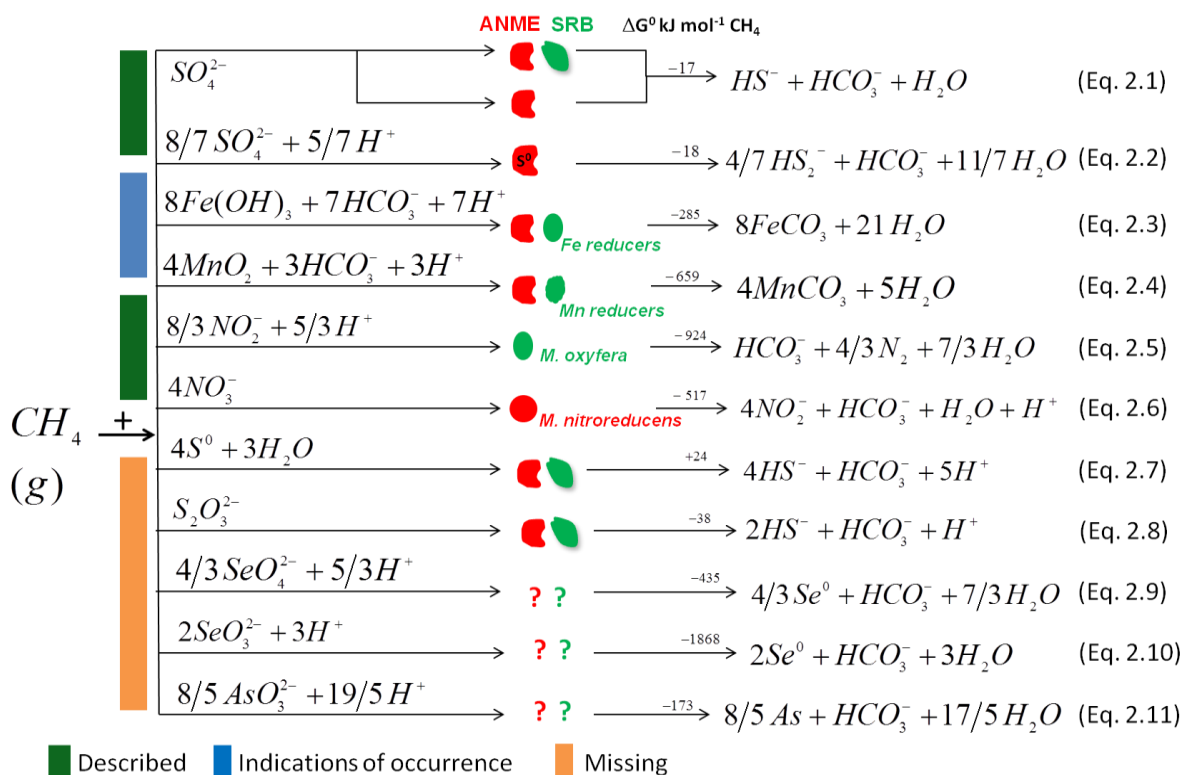 ANME SRB ΔG⁰ kJ mol⁻¹ CH₄
SO₄²⁻ −17 HS⁻ + HCO₃⁻ + H₂O (Eq. 2.1)
8/7 SO₄²⁻ + 5/7 H⁺ S⁰ −18 4/7 HS₂⁻ + HCO₃⁻ + 11/7 H₂O (Eq. 2.2)
8Fe(OH)₃ + 7HCO₃⁻ + 7H⁺ Fe reducers −285 8FeCO₃ + 21 H₂O (Eq. 2.3)
4MnO₂ + 3HCO₃⁻ + 3H⁺ Mn reducers −659 4MnCO₃ + 5H₂O (Eq. 2.4)
8/3 NO₂⁻ + 5/3 H⁺ M. oxyfera −924 HCO₃⁻ + 4/3 N₂ + 7/3 H₂O (Eq. 2.5)
4NO₃⁻ M. nitroreducens − 517 4NO₂⁻ + HCO₃⁻ + H₂O + H⁺ (Eq. 2.6)
CH₄ +
(g)
4S⁰ + 3H₂O +24 4HS⁻ + HCO₃⁻ + 5H⁺ (Eq. 2.7)
S₂O₃²⁻ −38 2HS⁻ + HCO₃⁻ + H⁺ (Eq. 2.8)
4/3 SeO₄²⁻ + 5/3H⁺ ? ? −435 4/3 Se⁰ + HCO₃⁻ + 7/3 H₂O (Eq. 2.9)
2SeO₃²⁻ + 3H⁺ ? ? −1868 2Se⁰ + HCO₃⁻ + 3H₂O (Eq. 2.10)
8/5 AsO₃²⁻ +19/5 H⁺ ? ? −173 8/5 As + HCO₃⁻ + 17/5 H₂O (Eq. 2.11)
Described Indications of occurrence Missing